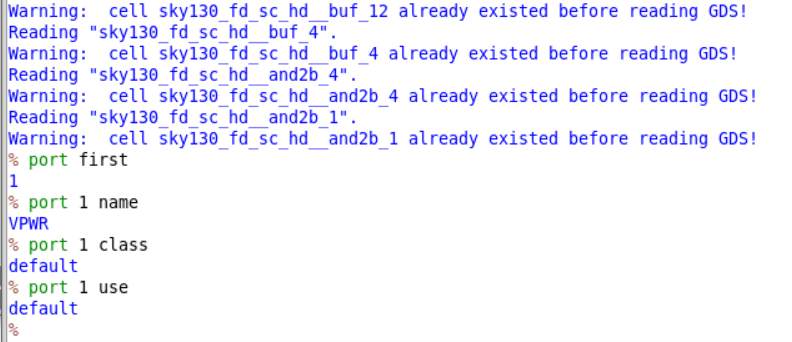 Warning:  cell sky130_fd_sc_hd__buf_12 already existed before reading GDS!
Reading "sky130_fd_sc_hd__buf_4".
Warning:  cell sky130_fd_sc_hd__buf_4 already existed before reading GDS!
Reading "sky130_fd_sc_hd__and2b_4".
Warning:  cell sky130_fd_sc_hd__and2b_4 already existed before reading GDS!
Reading "sky130_fd_sc_hd__and2b_1".
Warning:  cell sky130_fd_sc_hd__and2b_1 already existed before reading GDS!
% port first
1
% port 1 name
VPWR
% port 1 class
default
% port 1 use
default
%